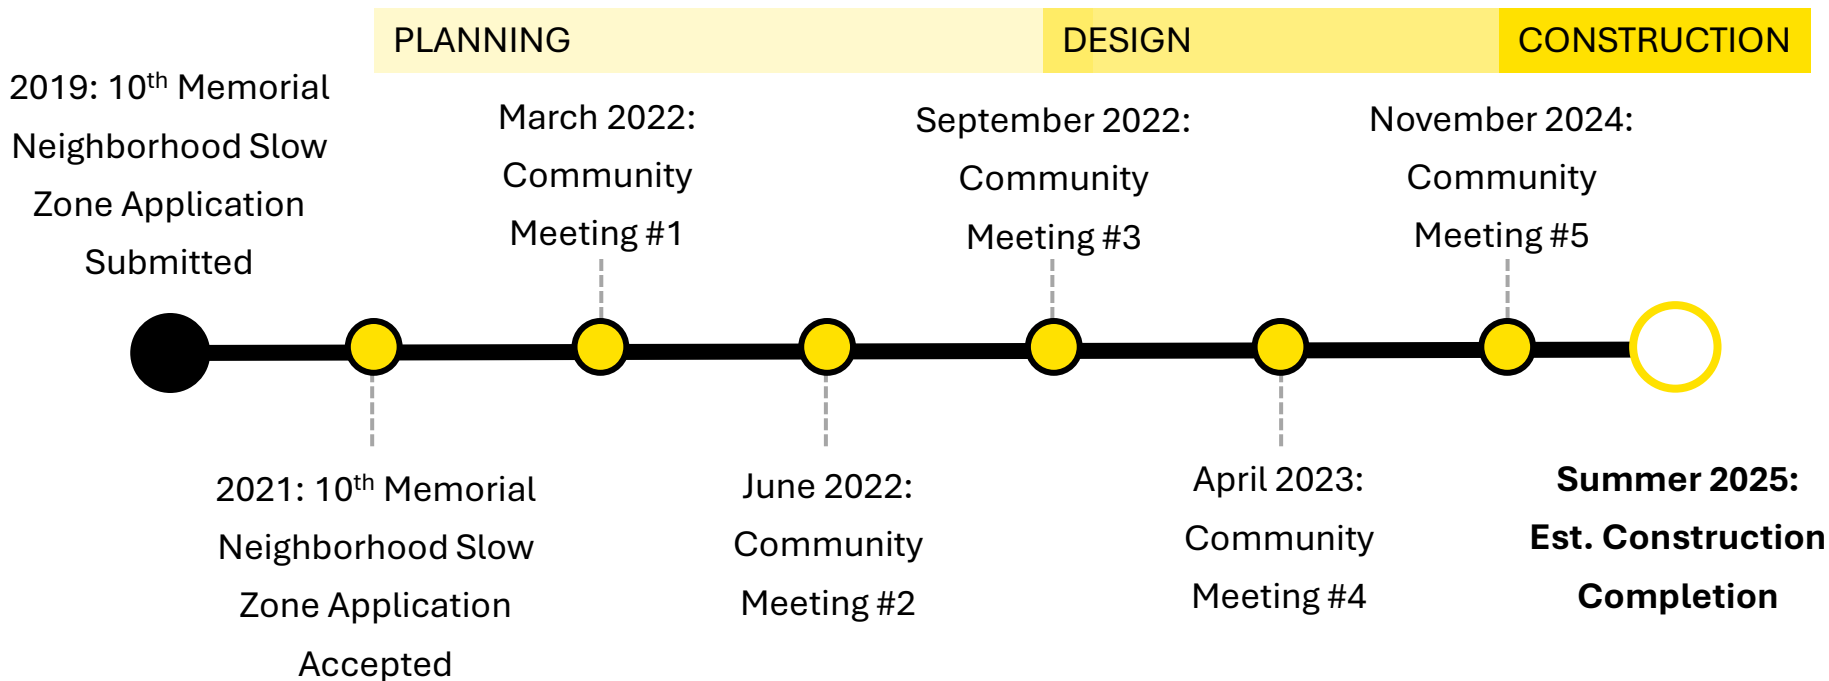 PLANNING
DESIGN
CONSTRUCTION
2019: 10th Memorial
Neighborhood Slow
Zone Application
Submitted
March 2022:
Community
Meeting #1
September 2022:
Community
Meeting #3
November 2024:
Community
Meeting #5
2021: 10th Memorial
Neighborhood Slow
Zone Application
Accepted
June 2022:
Community
Meeting #2
April 2023:
Community
Meeting #4
Summer 2025:
Est. Construction
Completion